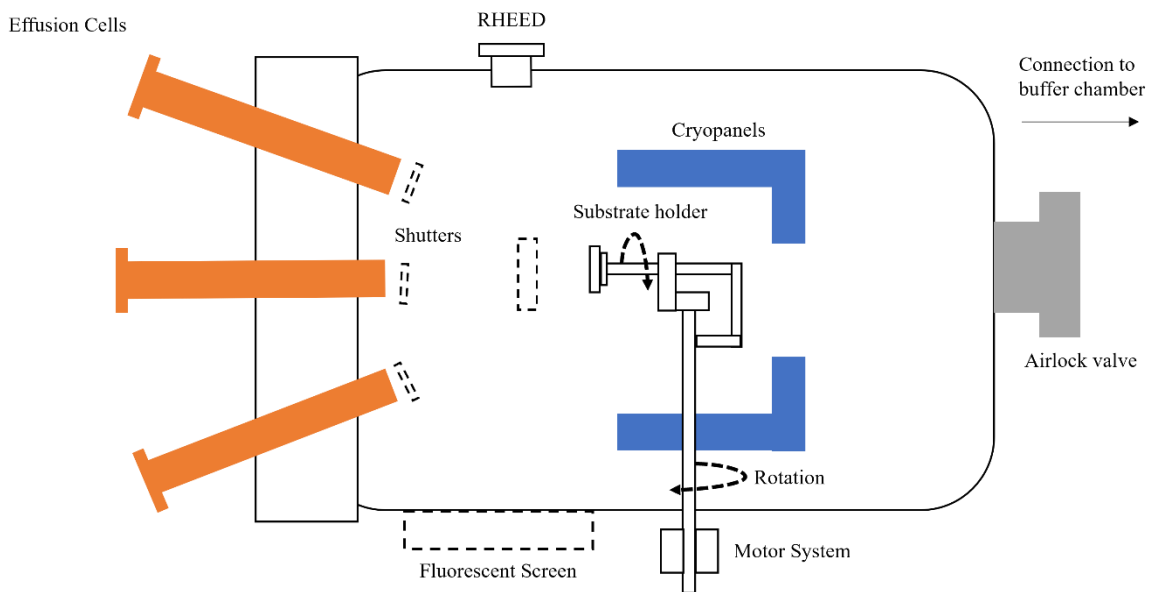 RHEED
Effusion Cells
Connection to
buffer chamber
Cryopanels
Substrate holder
Shutters
Airlock valve
Rotation
Motor System
Fluorescent Screen